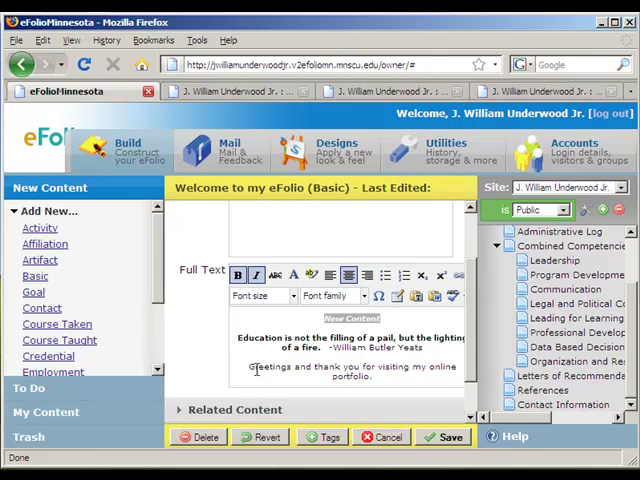 eFolioMinnesota - Mozilla Firefox
File Edit View History Bookmarks Tools Help
http://jwilliamunderwoodjr.v2efoliomn.mnscu.edu/owner/#
Google
eFolioMinnesota
J. William Underwood Jr. : ...
J. William Underwood Jr. : ...
J. William Underwood Jr. : ...
Welcome, J. William Underwood Jr. [log out]
eFol
Build
Construct your eFolio
Mail
Mail & Feedback
Designs
Apply a new look & feel
Utilities
History, storage & more
Accounts
Login details, visitors & groups
New Content
Welcome to my eFolio (Basic) - Last Edited:
Site: J. William Underwood Jr.
is Public
Add New...
Activity
Affiliation
Artifact
Basic
Goal
Contact
Course Taken
Course Taught
Credential
Employment
To Do
My Content
Trash
Full Text
B I ABC A
Font size
Font family
New Content
Education is not the filling of a pail, but the lighting
of a fire. -William Butler Yeats
Greetings and thank you for visiting my online
portfolio.
Related Content
Delete Revert Tags Cancel Save
Administrative Log
Combined Competencie
Leadership
Program Developme
Communication
Legal and Political Co
Leading for Learning
Professional Develop
Data Based Decision
Organization and Re
Letters of Recommendat
References
Contact Information
Help
Done